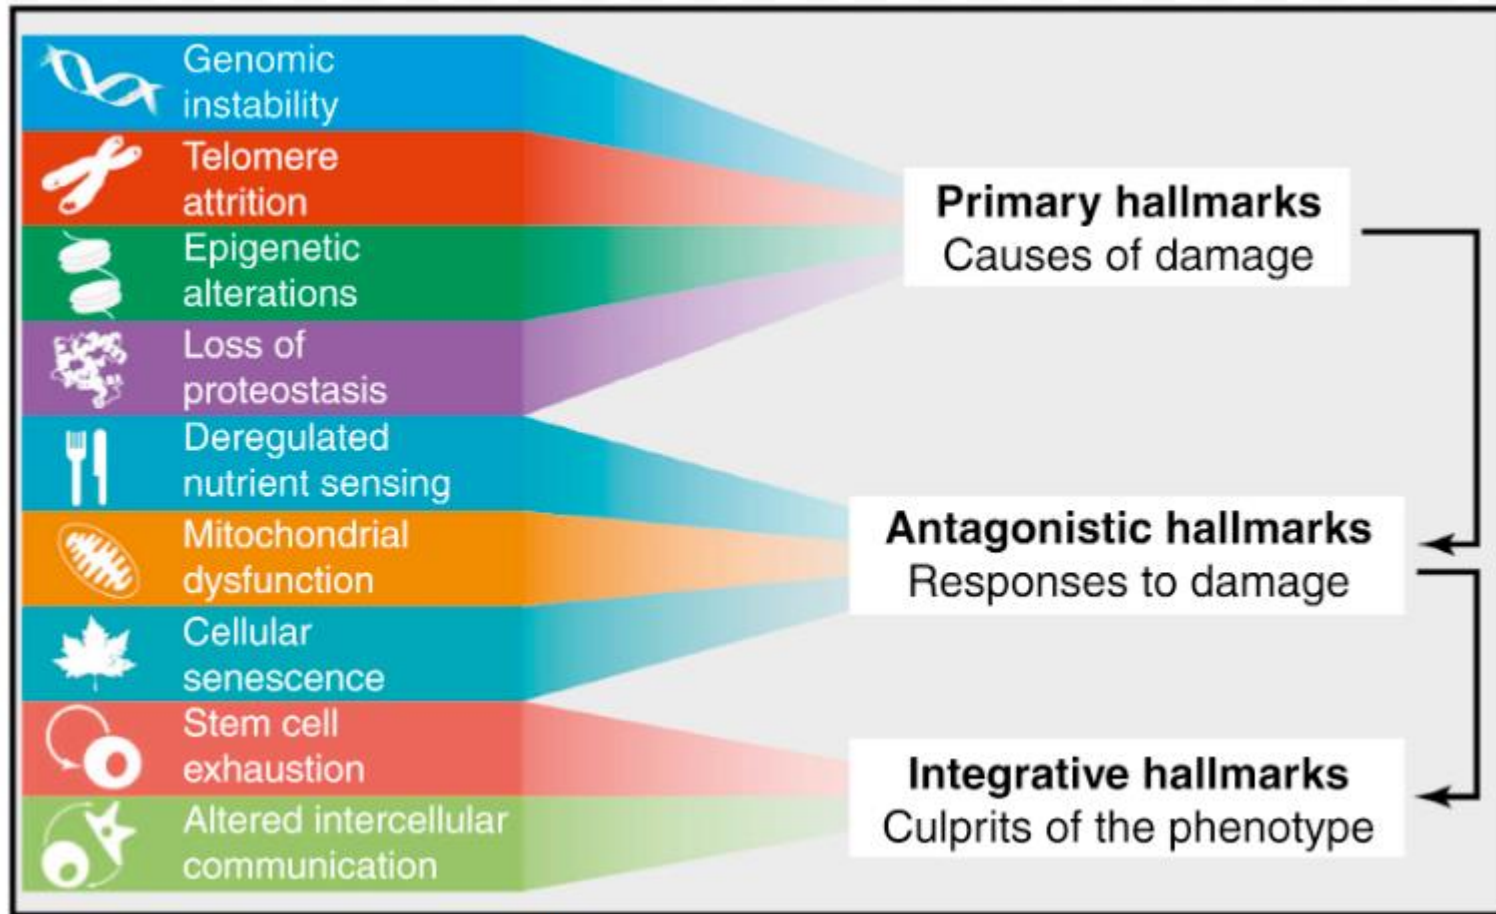 Genomic
instability
Telomere
attrition
Epigenetic
alterations
Loss of
proteostasis
Deregulated
nutrient sensing
Mitochondrial
dysfunction
Cellular
senescence
Stem cell
exhaustion
Altered intercellular
communication
Primary hallmarks
Causes of damage
Antagonistic hallmarks
Responses to damage
Integrative hallmarks
Culprits of the phenotype